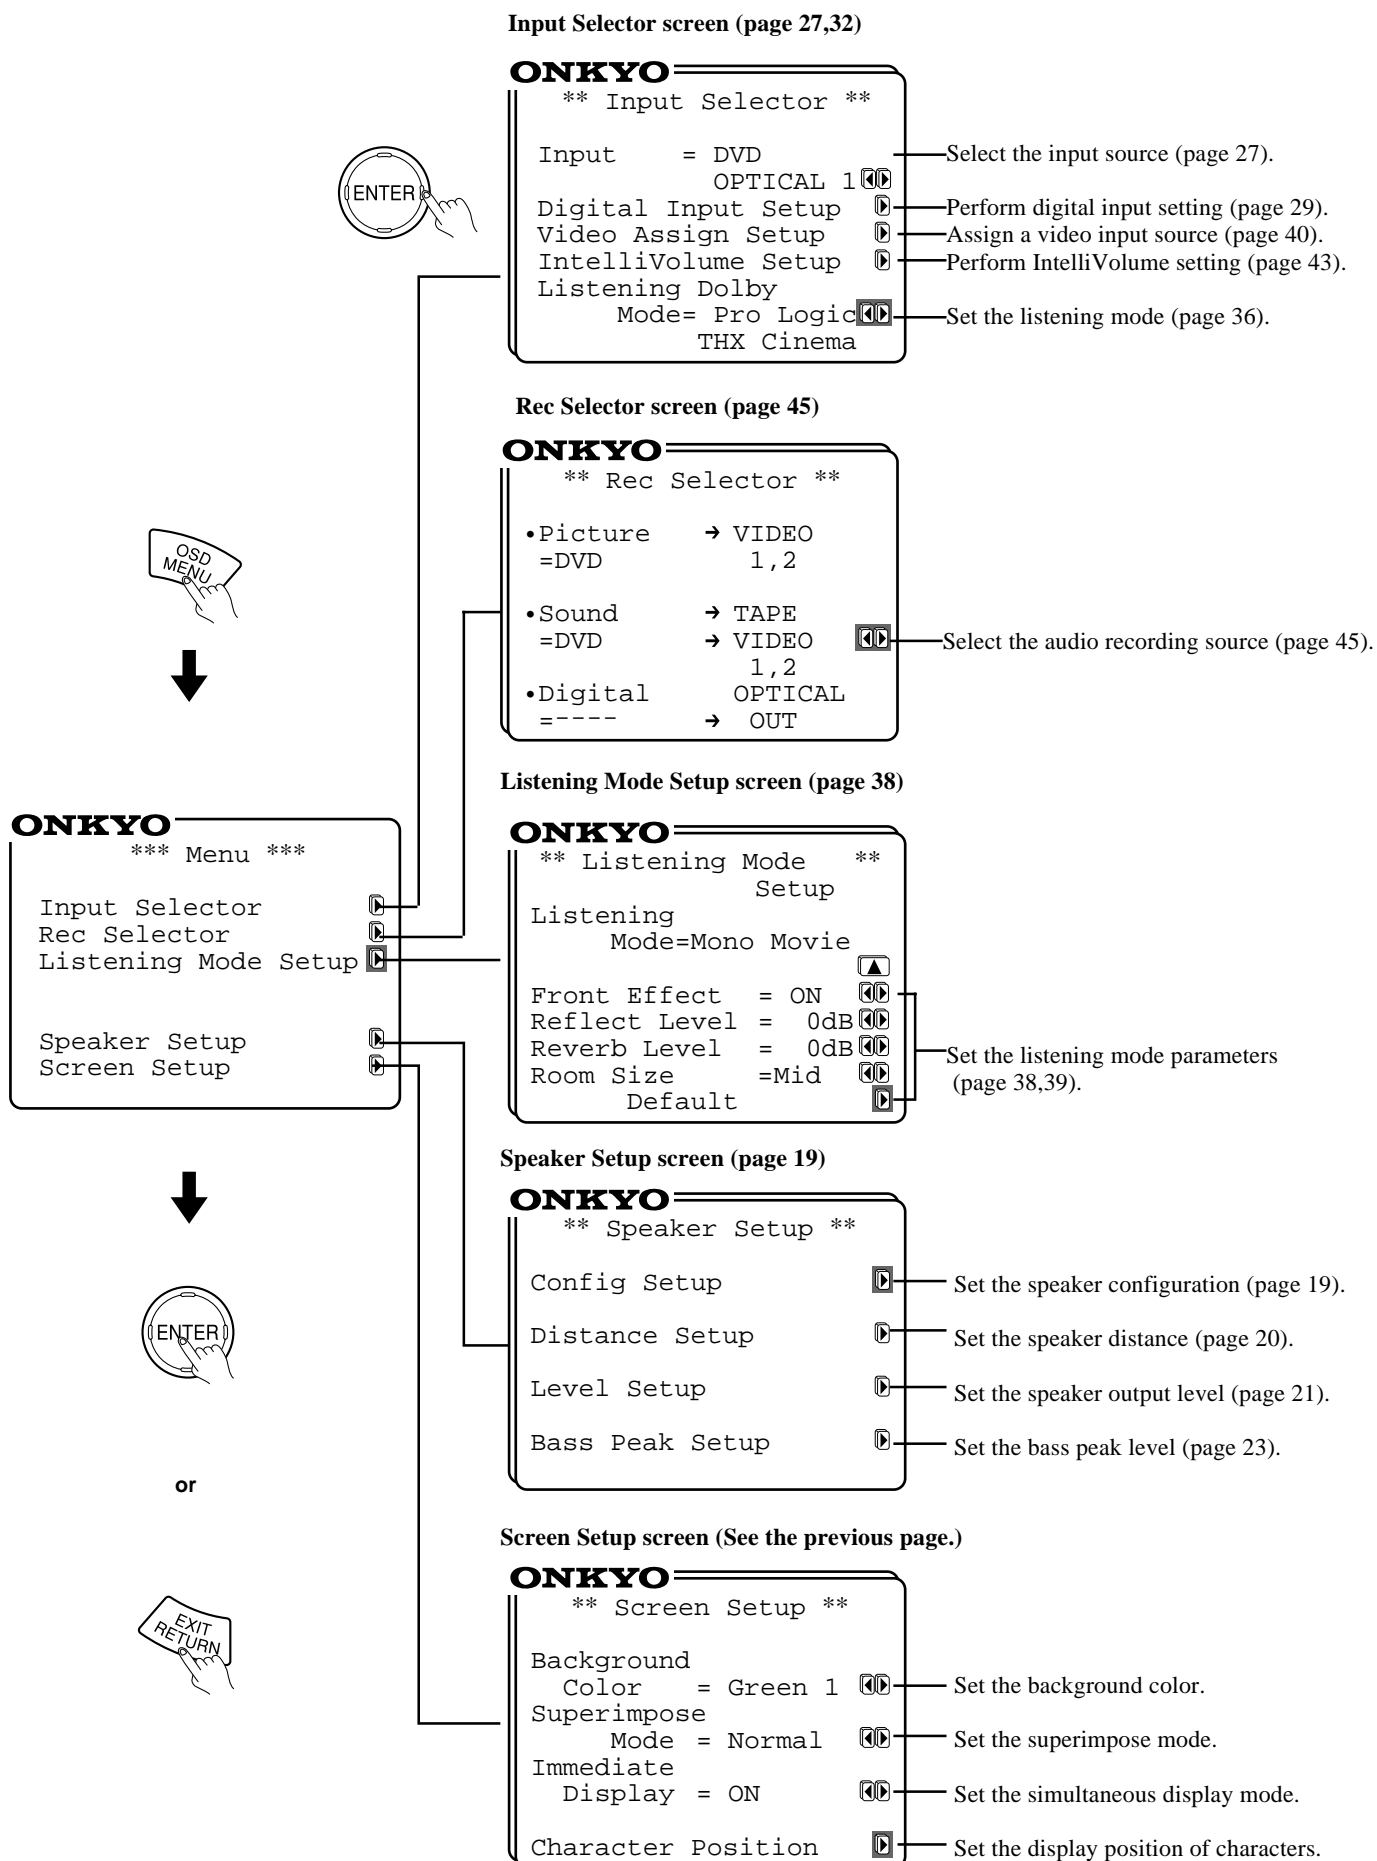 Input Selector screen (page 27,32)
ONKYO
** Input Selector **
Input = DVD
OPTICAL 1
Digital Input Setup
Video Assign Setup
IntelliVolume Setup
Listening Dolby
Mode= Pro Logic
THX Cinema
Select the input source (page 27).
Perform digital input setting (page 29).
Assign a video input source (page 40).
Perform IntelliVolume setting (page 43).
Set the listening mode (page 36).
ENTER
Rec Selector screen (page 45)
ONKYO
** Rec Selector **
•Picture → VIDEO
=DVD 1,2
•Sound → TAPE
=DVD → VIDEO
1,2
•Digital OPTICAL
=---- → OUT
Select the audio recording source (page 45).
OSD
MENU
ONKYO
*** Menu ***
Input Selector
Rec Selector
Listening Mode Setup
Speaker Setup
Screen Setup
Listening Mode Setup screen (page 38)
ONKYO
** Listening Mode **
Setup
Listening
Mode=Mono Movie
Front Effect = ON
Reflect Level = 0dB
Reverb Level = 0dB
Room Size =Mid
Default
Set the listening mode parameters
(page 38,39).
Speaker Setup screen (page 19)
ONKYO
** Speaker Setup **
Config Setup
Distance Setup
Level Setup
Bass Peak Setup
Set the speaker configuration (page 19).
Set the speaker distance (page 20).
Set the speaker output level (page 21).
Set the bass peak level (page 23).
ENTER
or
EXIT
RETURN
Screen Setup screen (See the previous page.)
ONKYO
** Screen Setup **
Background
Color = Green 1
Superimpose
Mode = Normal
Immediate
Display = ON
Character Position
Set the background color.
Set the superimpose mode.
Set the simultaneous display mode.
Set the display position of characters.